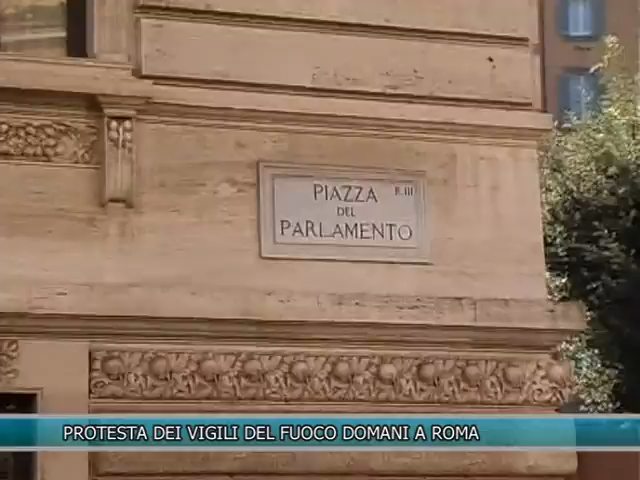 PIAZZA R. III
DEL
PARLAMENTO
PROTESTA DEI VIGILI DEL FUOCO DOMANI A ROMA